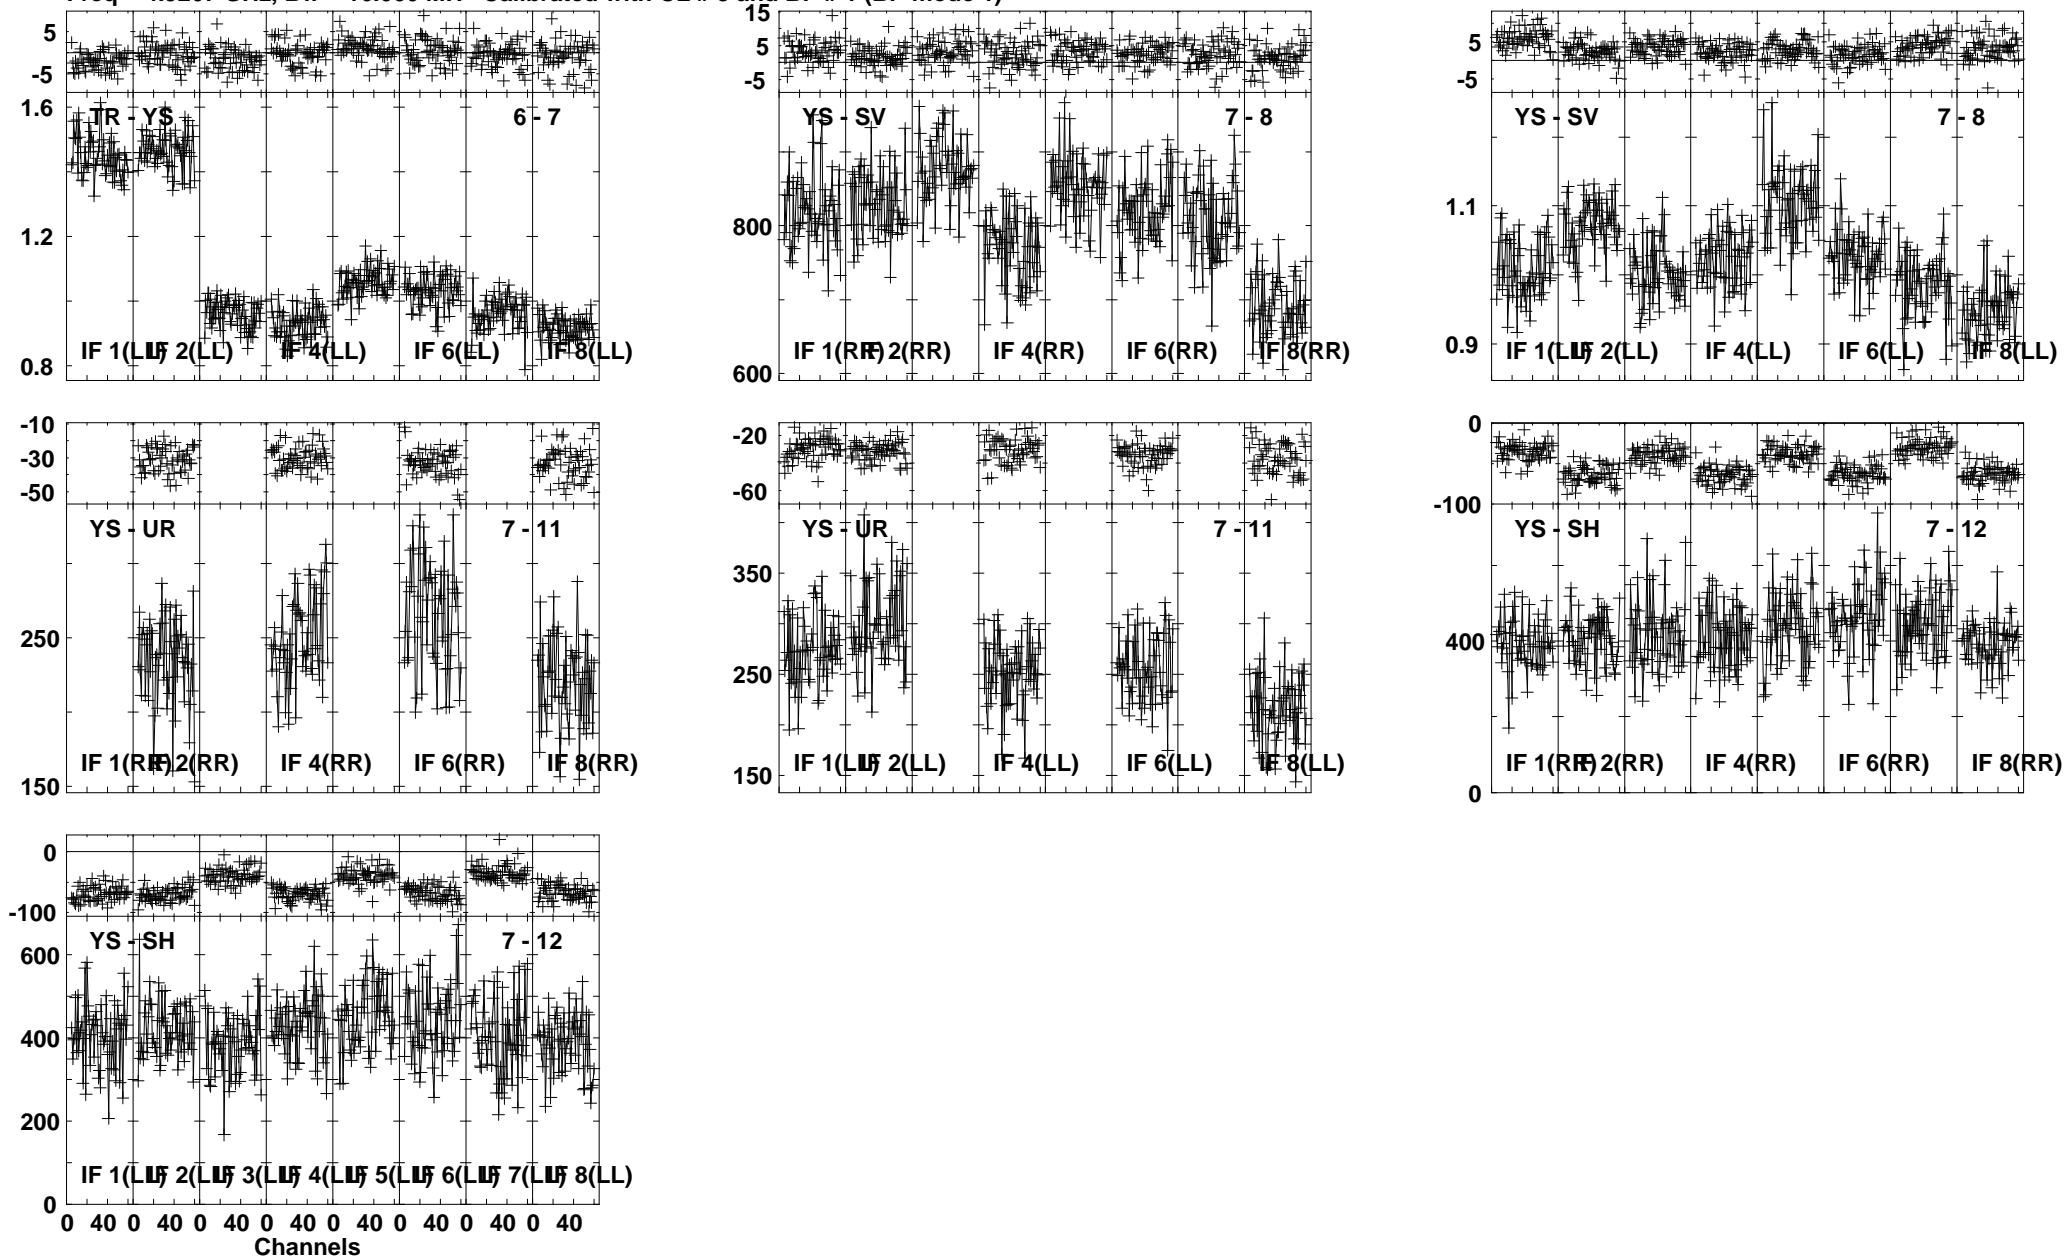 5
-5
1.6
1.2
0.8
TR - YS
6 - 7
IF 1(LL) IF 2(LL) IF 4(LL) IF 6(LL) IF 8(LL)
15
5
-5
800
600
YS - SV
7 - 8
IF 1(RR) IF 2(RR) IF 4(RR) IF 6(RR) IF 8(RR)
5
-5
1.1
0.9
YS - SV
7 - 8
IF 1(LL) IF 2(LL) IF 4(LL) IF 6(LL) IF 8(LL)
-10
-30
-50
250
150
YS - UR
7 - 11
IF 1(RR) IF 2(RR) IF 4(RR) IF 6(RR) IF 8(RR)
-20
-60
350
250
150
YS - UR
7 - 11
IF 1(LL) IF 2(LL) IF 4(LL) IF 6(LL) IF 8(LL)
0
-100
400
0
YS - SH
7 - 12
IF 1(RR) IF 2(RR) IF 4(RR) IF 6(RR) IF 8(RR)
0
-100
600
400
200
0
YS - SH
7 - 12
IF 1(LL) IF 2(LL) IF 3(LL) IF 4(LL) IF 5(LL) IF 6(LL) IF 7(LL) IF 8(LL)
0 40 0 40 0 40 0 40 0 40 0 40 0 40 0 40
Channels